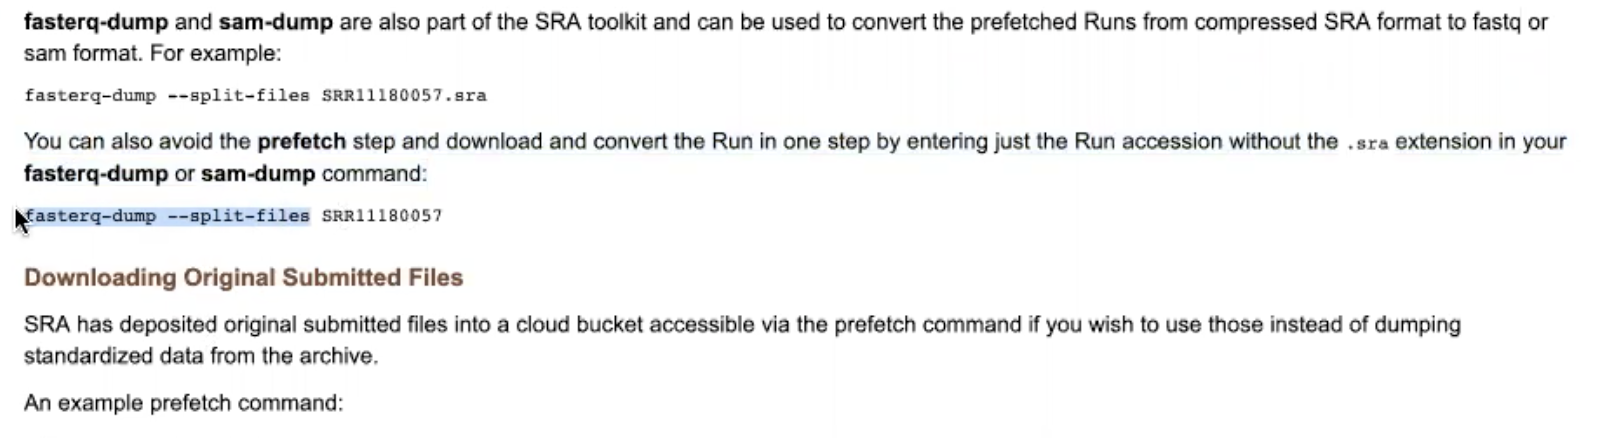 fasterq-dump and sam-dump are also part of the SRA toolkit and can be used to convert the prefetched Runs from compressed SRA format to fastq or
sam format. For example:
fasterq-dump --split-files SRR11180057.sra
You can also avoid the prefetch step and download and convert the Run in one step by entering just the Run accession without the .sra extension in your
fasterq-dump or sam-dump command:
fasterq-dump --split-files SRR11180057
Downloading Original Submitted Files
SRA has deposited original submitted files into a cloud bucket accessible via the prefetch command if you wish to use those instead of dumping
standardized data from the archive.
An example prefetch command: